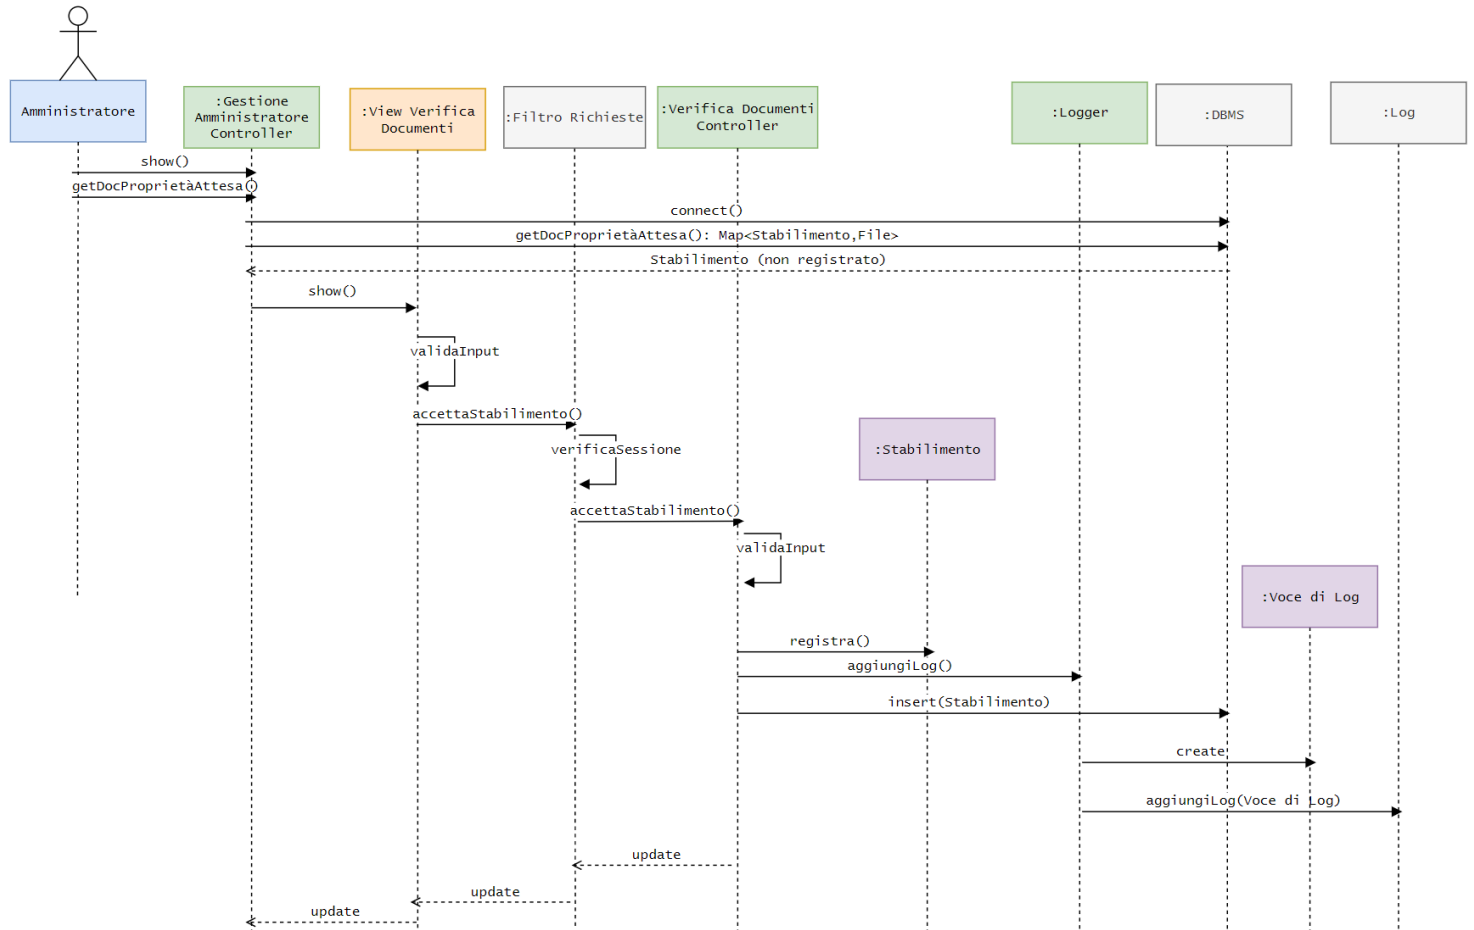 Amministratore
:Gestione
Amministratore
Controller
:View Verifica
Documenti
:Filtro Richieste
:Verifica Documenti
Controller
:Logger
:DBMS
:Log
show()
getDocProprietàAttesa()
connect()
getDocProprietàAttesa(): Map<Stabilimento,File>
Stabilimento (non registrato)
show()
validaInput
accettaStabilimento()
verificaSessione
:Stabilimento
accettaStabilimento()
validaInput
:Voce di Log
registra()
aggiungiLog()
insert(Stabilimento)
create
aggiungiLog(Voce di Log)
update
update
update